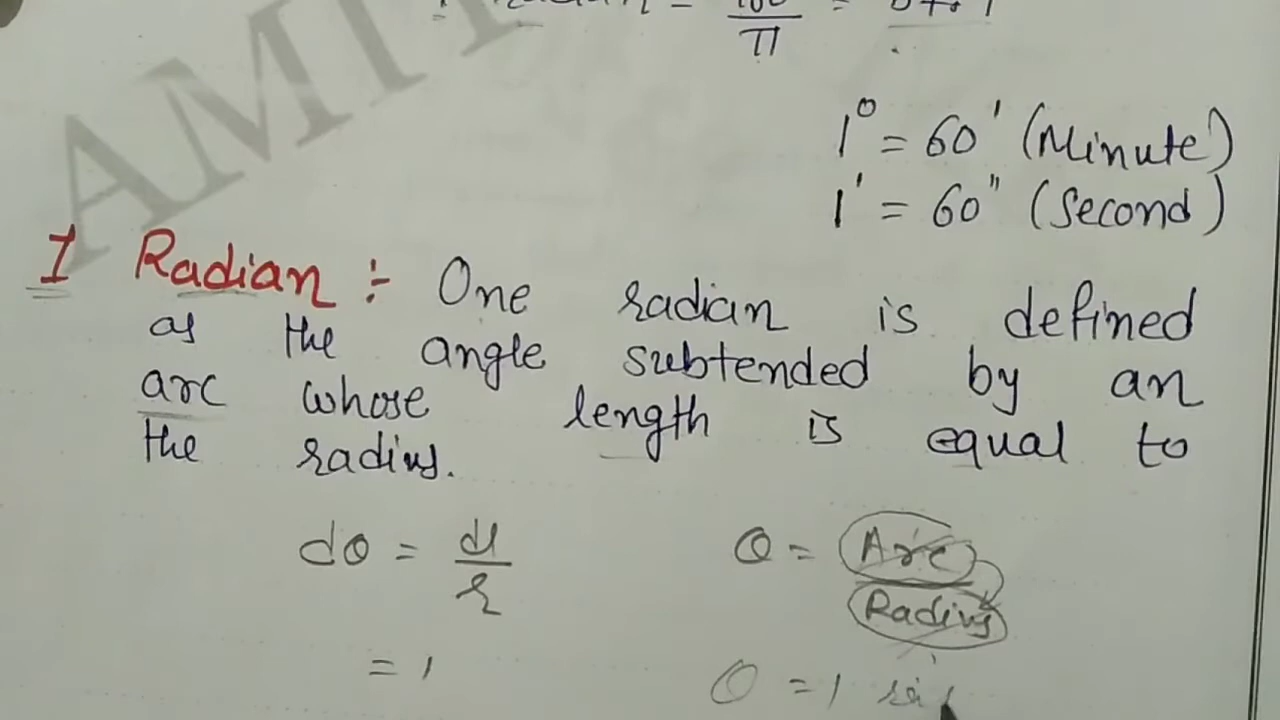 π
1° = 60' (Minute)
1' = 60" (Second)
AMIT
1 Radian :- One radian is defined
as the angle subtended by an
arc whose length is equal to
the radius.
dθ = dl/r
θ = Arc/Radius
= 1
θ = 1